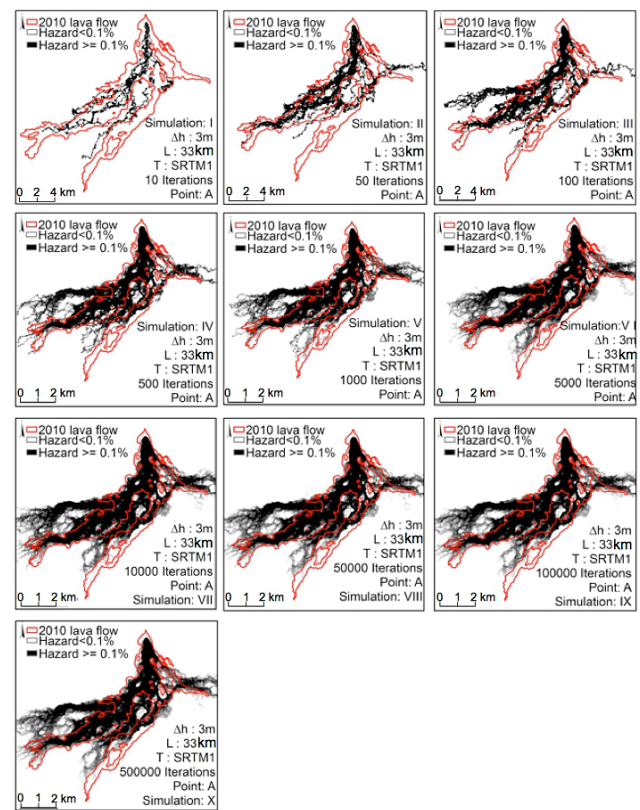 2010 lava flow
Hazard<0.1%
Hazard >= 0.1%
Simulation: I
Δh : 3m
L : 33km
T : SRTM1
10 Iterations
Point: A
0 2 4 km
2010 lava flow
Hazard<0.1%
Hazard >= 0.1%
Simulation: II
Δh : 3m
L : 33km
T : SRTM1
50 Iterations
Point: A
0 2 4 km
2010 lava flow
Hazard<0.1%
Hazard >= 0.1%
Simulation: III
Δh : 3m
L : 33km
T : SRTM1
100 Iterations
Point: A
0 2 4 km
2010 lava flow
Hazard<0.1%
Hazard >= 0.1%
Simulation: IV
Δh : 3m
L : 33km
T : SRTM1
500 Iterations
Point: A
0 1 2 km
2010 lava flow
Hazard<0.1%
Hazard >= 0.1%
Simulation: V
Δh : 3m
L : 33km
T : SRTM1
1000 Iterations
Point: A
0 1 2 km
2010 lava flow
Hazard<0.1%
Hazard >= 0.1%
Simulation:V I
Δh : 3m
L : 33km
T : SRTM1
5000 Iterations
Point: A
0 1 2 km
2010 lava flow
Hazard<0.1%
Hazard >= 0.1%
Δh : 3m
L : 33km
T : SRTM1
10000 Iterations
Point: A
Simulation: VII
0 1 2 km
2010 lava flow
Hazard<0.1%
Hazard >= 0.1%
Δh : 3m
L : 33km
T : SRTM1
50000 Iterations
Point: A
Simulation: VIII
0 1 2 km
2010 lava flow
Hazard<0.1%
Hazard >= 0.1%
Δh : 3m
L : 33km
T : SRTM1
100000 Iterations
Point: A
Simulation: IX
0 1 2 km
2010 lava flow
Hazard<0.1%
Hazard >= 0.1%
Δh : 3m
L : 33km
T : SRTM1
500000 Iterations
Point: A
Simulation: X
0 1 2 km